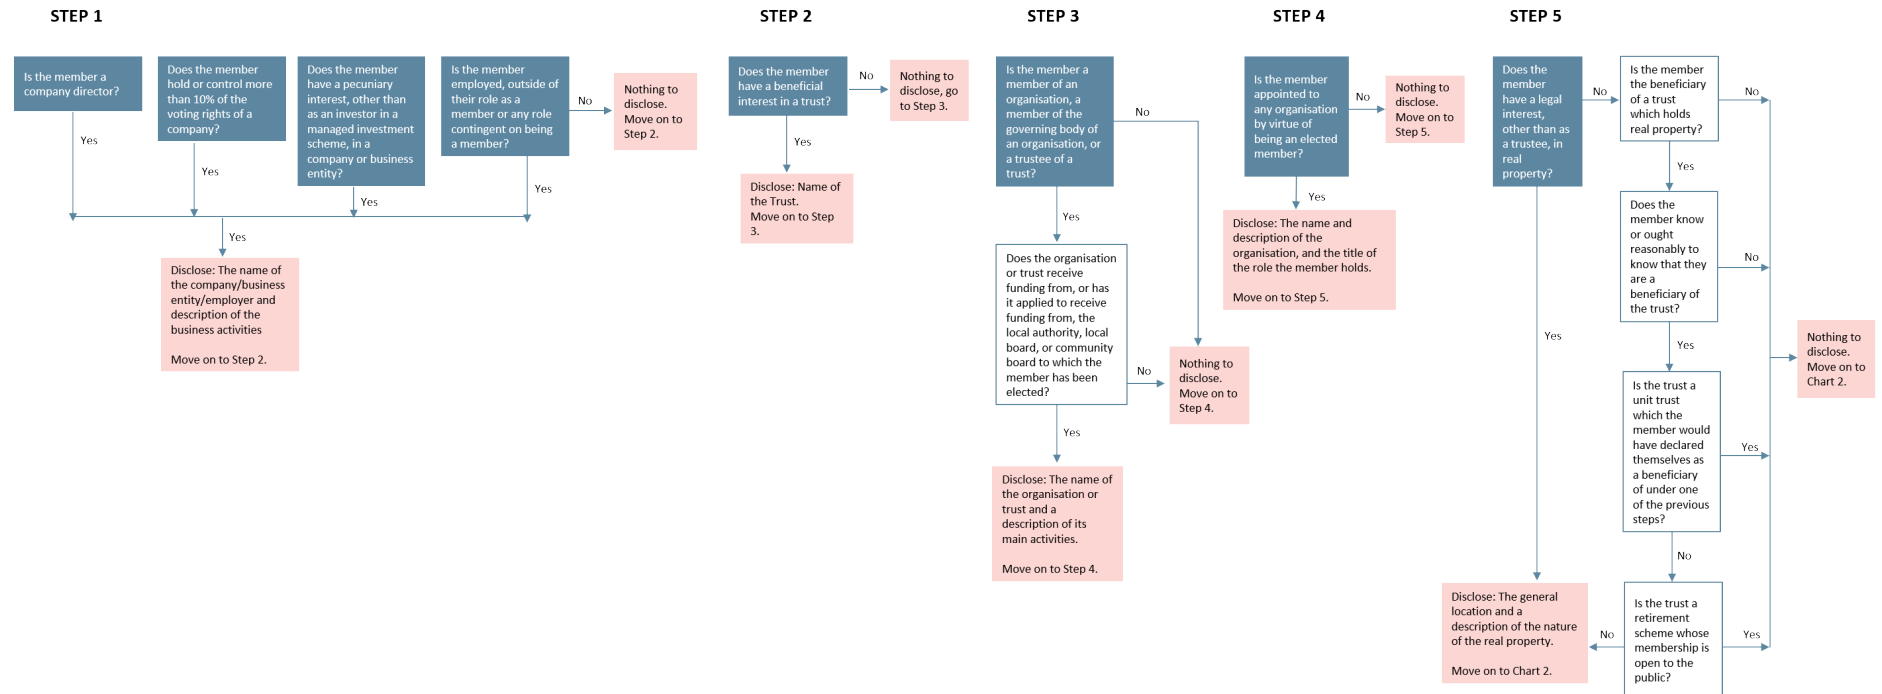 STEP 1
Is the member a
company director?
Yes
Does the member
hold or control more
than 10% of the
voting rights of a
company?
Yes
Does the member
have a pecuniary
interest, other than
as an investor in a
managed investment
scheme, in a
company or business
entity?
Yes
Is the member
employed, outside of
their role as a
member or any role
contingent on being
a member?
No
Yes
Nothing to
disclose.
Move on to
Step 2.
Yes
Disclose: The name of
the company/business
entity/employer and
description of the
business activities
Move on to Step 2.
STEP 2
Does the member
have a beneficial
interest in a trust?
No
Nothing to
disclose, go
to Step 3.
Yes
Disclose: Name of
the Trust.
Move on to Step
3.
STEP 3
Is the member a
member of an
organisation, a
member of the
governing body of
an organisation, or
a trustee of a
trust?
No
Yes
Does the organisation
or trust receive
funding from, or has
it applied to receive
funding from, the
local authority, local
board, or community
board to which the
member has been
elected?
No
Nothing to
disclose.
Move on to
Step 4.
Yes
Disclose: The name of
the organisation or
trust and a
description of its
main activities.
Move on to Step 4.
STEP 4
Is the member
appointed to
any organisation
by virtue of
being an elected
member?
No
Nothing to
disclose.
Move on to
Step 5.
Yes
Disclose: The name and
description of the
organisation, and the title of
the role the member holds.
Move on to Step 5.
STEP 5
Does the
member
have a legal
interest,
other than as
a trustee, in
real
property?
No
Yes
Is the member
the beneficiary
of a trust
which holds
real property?
No
Yes
Does the
member know
or ought
reasonably to
know that they
are a
beneficiary of
the trust?
No
Yes
Is the trust a
unit trust
which the
member would
have declared
themselves as
a beneficiary
of under one
of the previous
steps?
Yes
No
Is the trust a
retirement
scheme whose
membership is
open to the
public?
Yes
No
Disclose: The general
location and a
description of the nature
of the real property.
Move on to Chart 2.
Nothing to
disclose.
Move on to
Chart 2.